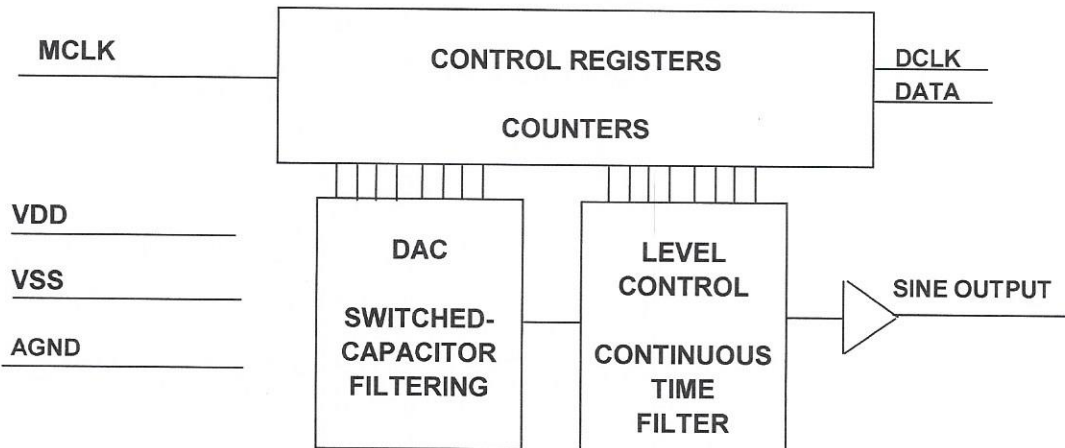 MCLK
CONTROL REGISTERS
COUNTERS
DCLK
DATA
VDD
VSS
AGND
DAC
SWITCHED-
CAPACITOR
FILTERING
LEVEL
CONTROL
CONTINUOUS
TIME
FILTER
SINE OUTPUT